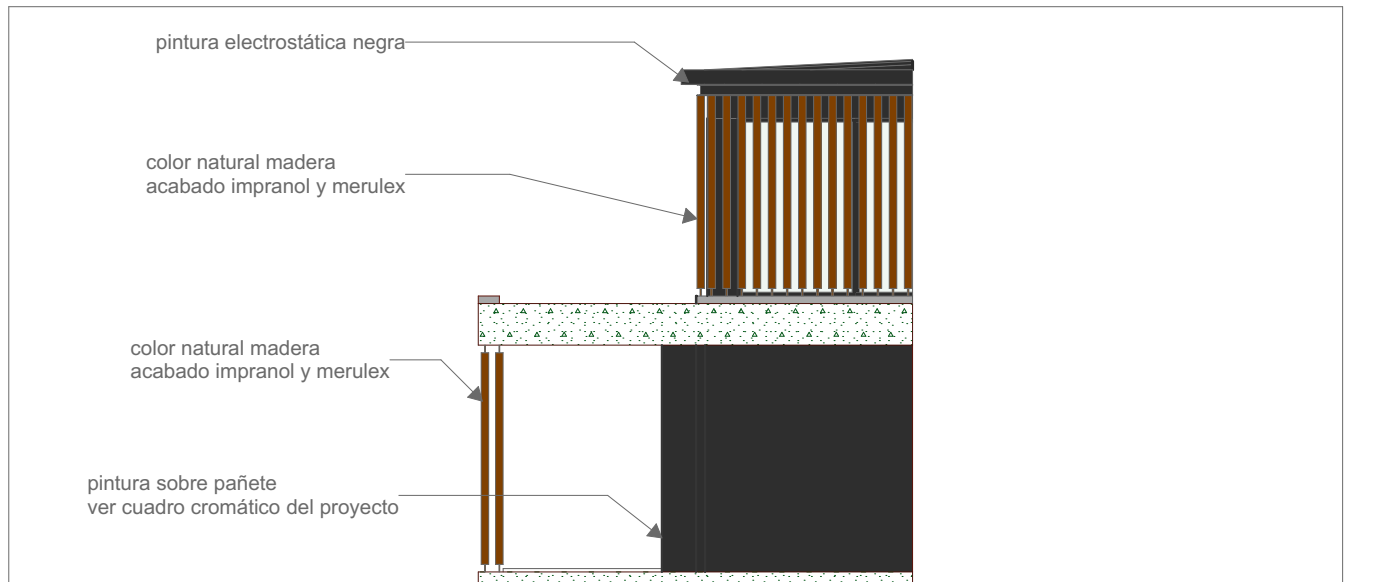 pintura electrostática negra
color natural madera
acabado impranol y merulex
color natural madera
acabado impranol y merulex
pintura sobre pañete
ver cuadro cromático del proyecto